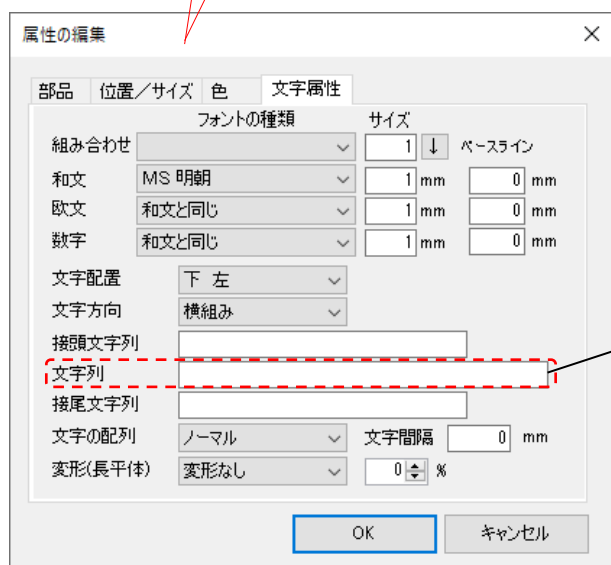 属性の編集
部品 位置／サイズ 色 文字属性
フォントの種類 サイズ
組み合わせ 1 ↓ ベースライン
和文 MS 明朝 1 mm 0 mm
欧文 和文と同じ 1 mm 0 mm
数字 和文と同じ 1 mm 0 mm
文字配置 下 左
文字方向 横組み
接頭文字列
文字列
接尾文字列
文字の配列 ノーマル 文字間隔 0 mm
変形(長平体) 変形なし 0 %
OK キャンセル